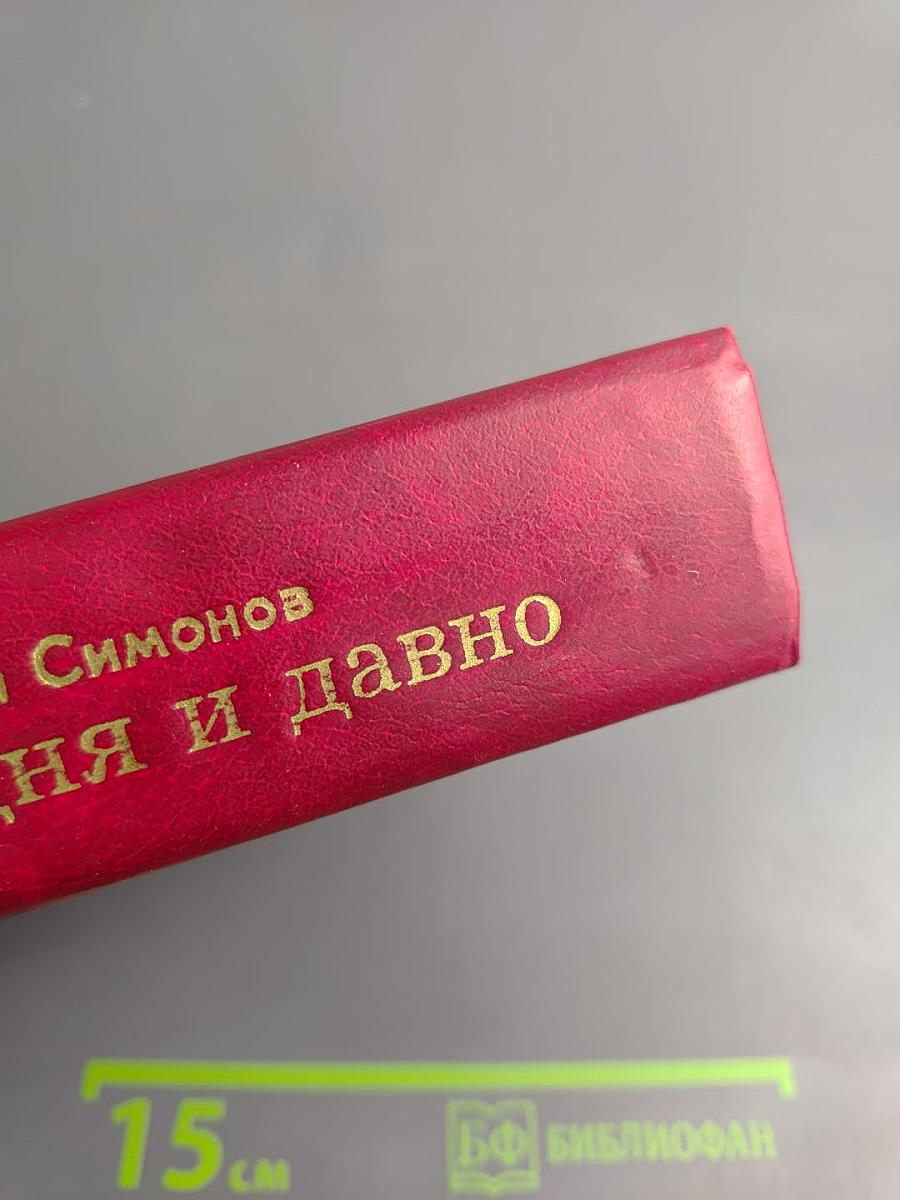 Симонов
дня и давно
15 см
БФ БИБЛИОФАН